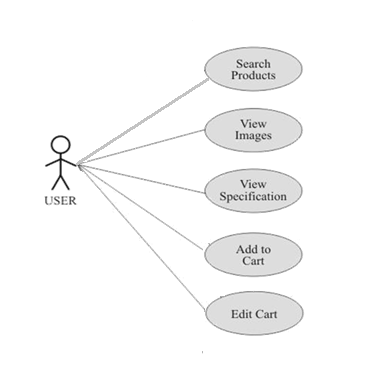 Search
Products
View
Images
USER
View
Specification
Add to
Cart
Edit Cart